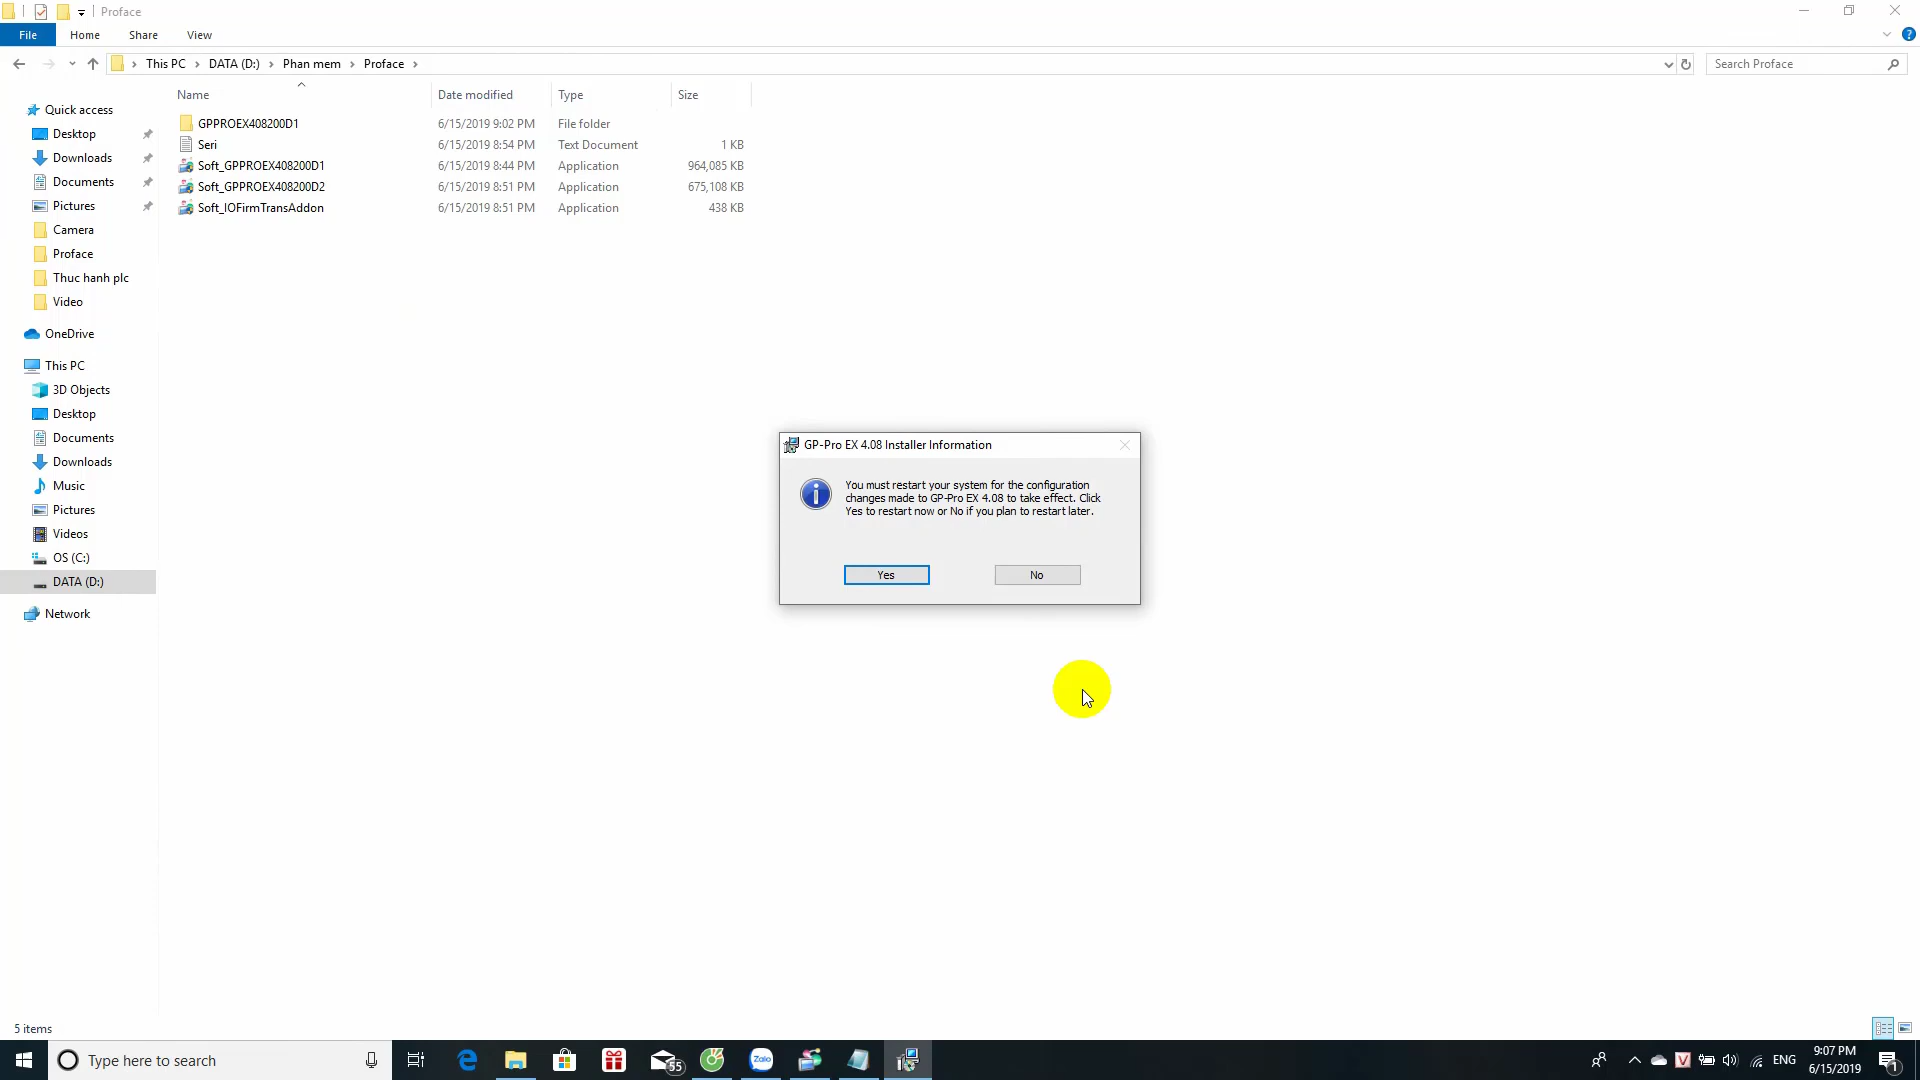 Proface
File Home Share View
This PC DATA (D:) Phan mem Proface
Search Proface
Name Date modified Type Size
GPPROEX408200D1 6/15/2019 9:02 PM File folder
Seri 6/15/2019 8:54 PM Text Document 1 KB
Soft_GPPROEX408200D1 6/15/2019 8:44 PM Application 964,085 KB
Soft_GPPROEX408200D2 6/15/2019 8:51 PM Application 675,108 KB
Soft_IOFirmTransAddon 6/15/2019 8:51 PM Application 438 KB
Quick access
Desktop
Downloads
Documents
Pictures
Camera
Proface
Thuc hanh plc
Video
OneDrive
This PC
3D Objects
Desktop
Documents
Downloads
Music
Pictures
Videos
OS (C:)
DATA (D:)
Network
GP-Pro EX 4.08 Installer Information
You must restart your system for the configuration
changes made to GP-Pro EX 4.08 to take effect. Click
Yes to restart now or No if you plan to restart later.
Yes No
5 items
Type here to search
55
Zalo
V
ENG
9:07 PM
6/15/2019
1